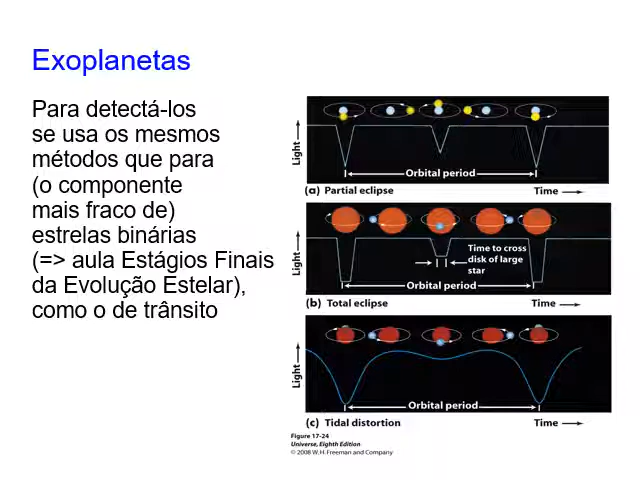 Exoplanetas
Para detectá-los
se usa os mesmos
métodos que para
(o componente
mais fraco de)
estrelas binárias
(=> aula Estágios Finais
da Evolução Estelar),
como o de trânsito
Light
Orbital period
(a) Partial eclipse
Time
Light
Time to cross
disk of large
star
Orbital period
(b) Total eclipse
Time
Light
Orbital period
(c) Tidal distortion
Time
Figure 17-24
Universe, Eighth Edition
© 2008 W.H. Freeman and Company